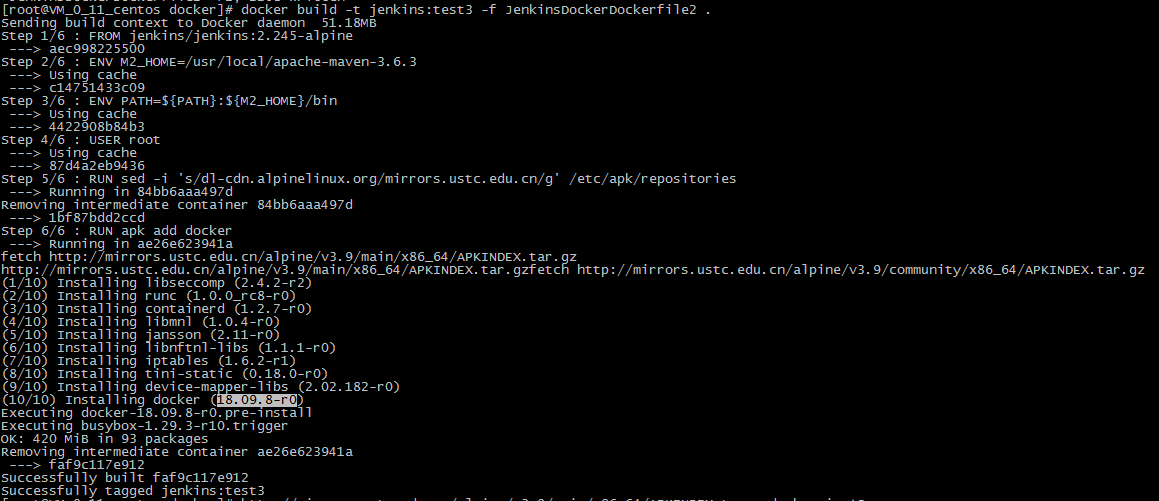 [root@VM_0_11_centos docker]# docker build -t jenkins:test3 -f JenkinsDockerDockerfile2 .
Sending build context to Docker daemon  51.18MB
Step 1/6 : FROM jenkins/jenkins:2.245-alpine
 ---> aec998225500
Step 2/6 : ENV M2_HOME=/usr/local/apache-maven-3.6.3
 ---> Using cache
 ---> c14751433c09
Step 3/6 : ENV PATH=${PATH}:${M2_HOME}/bin
 ---> Using cache
 ---> 4422908b84b3
Step 4/6 : USER root
 ---> Using cache
 ---> 87d4a2eb9436
Step 5/6 : RUN sed -i 's/dl-cdn.alpinelinux.org/mirrors.ustc.edu.cn/g' /etc/apk/repositories
 ---> Running in 84bb6aaa497d
Removing intermediate container 84bb6aaa497d
 ---> 1bf87bdd2ccd
Step 6/6 : RUN apk add docker
 ---> Running in ae26e623941a
fetch http://mirrors.ustc.edu.cn/alpine/v3.9/main/x86_64/APKINDEX.tar.gz
http://mirrors.ustc.edu.cn/alpine/v3.9/main/x86_64/APKINDEX.tar.gzfetch http://mirrors.ustc.edu.cn/alpine/v3.9/community/x86_64/APKINDEX.tar.gz
(1/10) Installing libseccomp (2.4.2-r2)
(2/10) Installing runc (1.0.0_rc8-r0)
(3/10) Installing containerd (1.2.7-r0)
(4/10) Installing libmnl (1.0.4-r0)
(5/10) Installing jansson (2.11-r0)
(6/10) Installing libnftnl-libs (1.1.1-r0)
(7/10) Installing iptables (1.6.2-r1)
(8/10) Installing tini-static (0.18.0-r0)
(9/10) Installing device-mapper-libs (2.02.182-r0)
(10/10) Installing docker (18.09.8-r0)
Executing docker-18.09.8-r0.pre-install
Executing busybox-1.29.3-r10.trigger
OK: 420 MiB in 93 packages
Removing intermediate container ae26e623941a
 ---> faf9c117e912
Successfully built faf9c117e912
Successfully tagged jenkins:test3